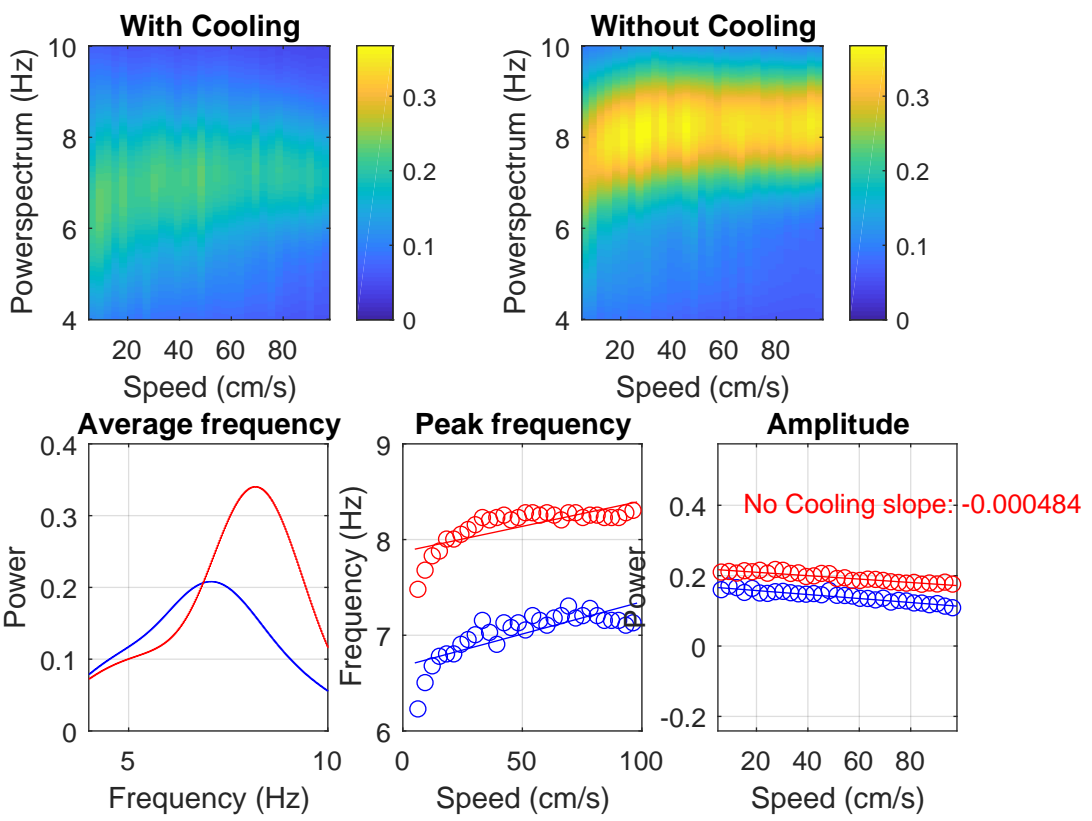 With Cooling
Powerspectrum (Hz)
10
8
6
4
20 40 60 80
Speed (cm/s)
0.3
0.2
0.1
0
Without Cooling
Powerspectrum (Hz)
10
8
6
4
20 40 60 80
Speed (cm/s)
0.3
0.2
0.1
0
Average frequency
Power
0.4
0.3
0.2
0.1
0
5 10
Frequency (Hz)
Peak frequency
Frequency (Hz)
9
8
7
6
0 50 100
Speed (cm/s)
Amplitude
Power
No Cooling slope: -0.000484
0.4
0.2
0
-0.2
20 40 60 80
Speed (cm/s)